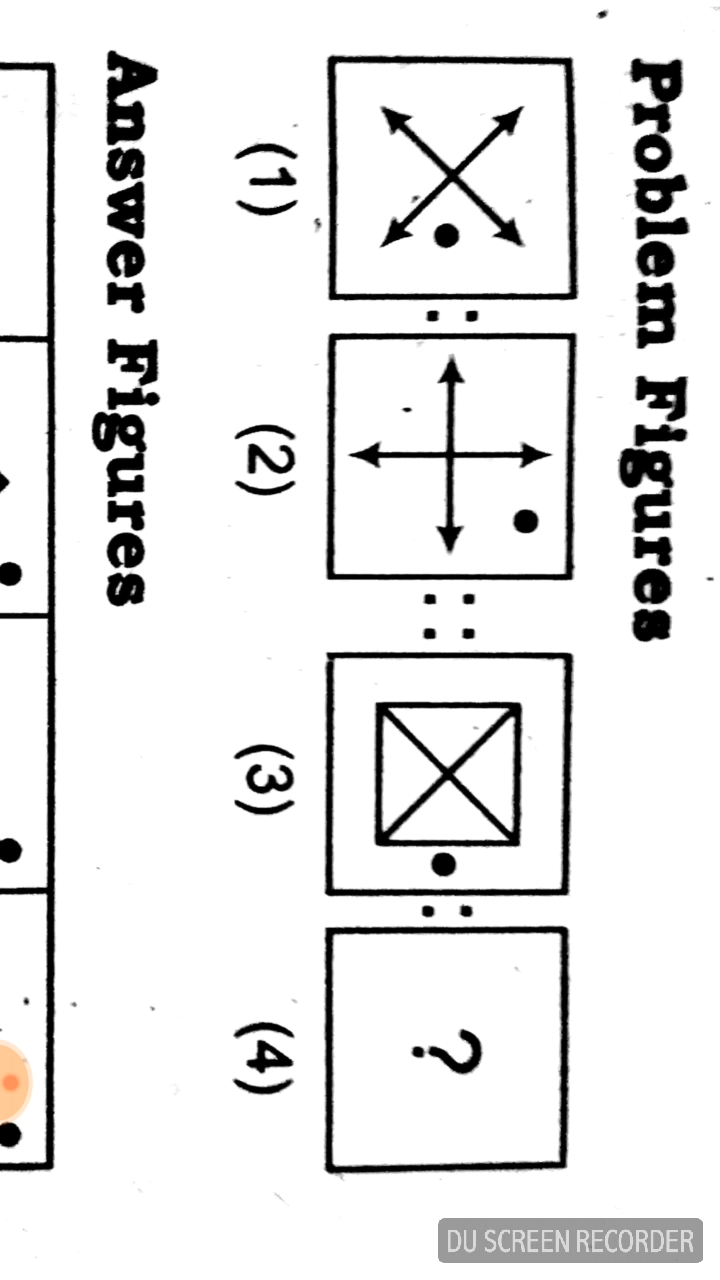 Problem Figures
: :: :
?
(1) (2) (3) (4)
Answer Figures
DU SCREEN RECORDER